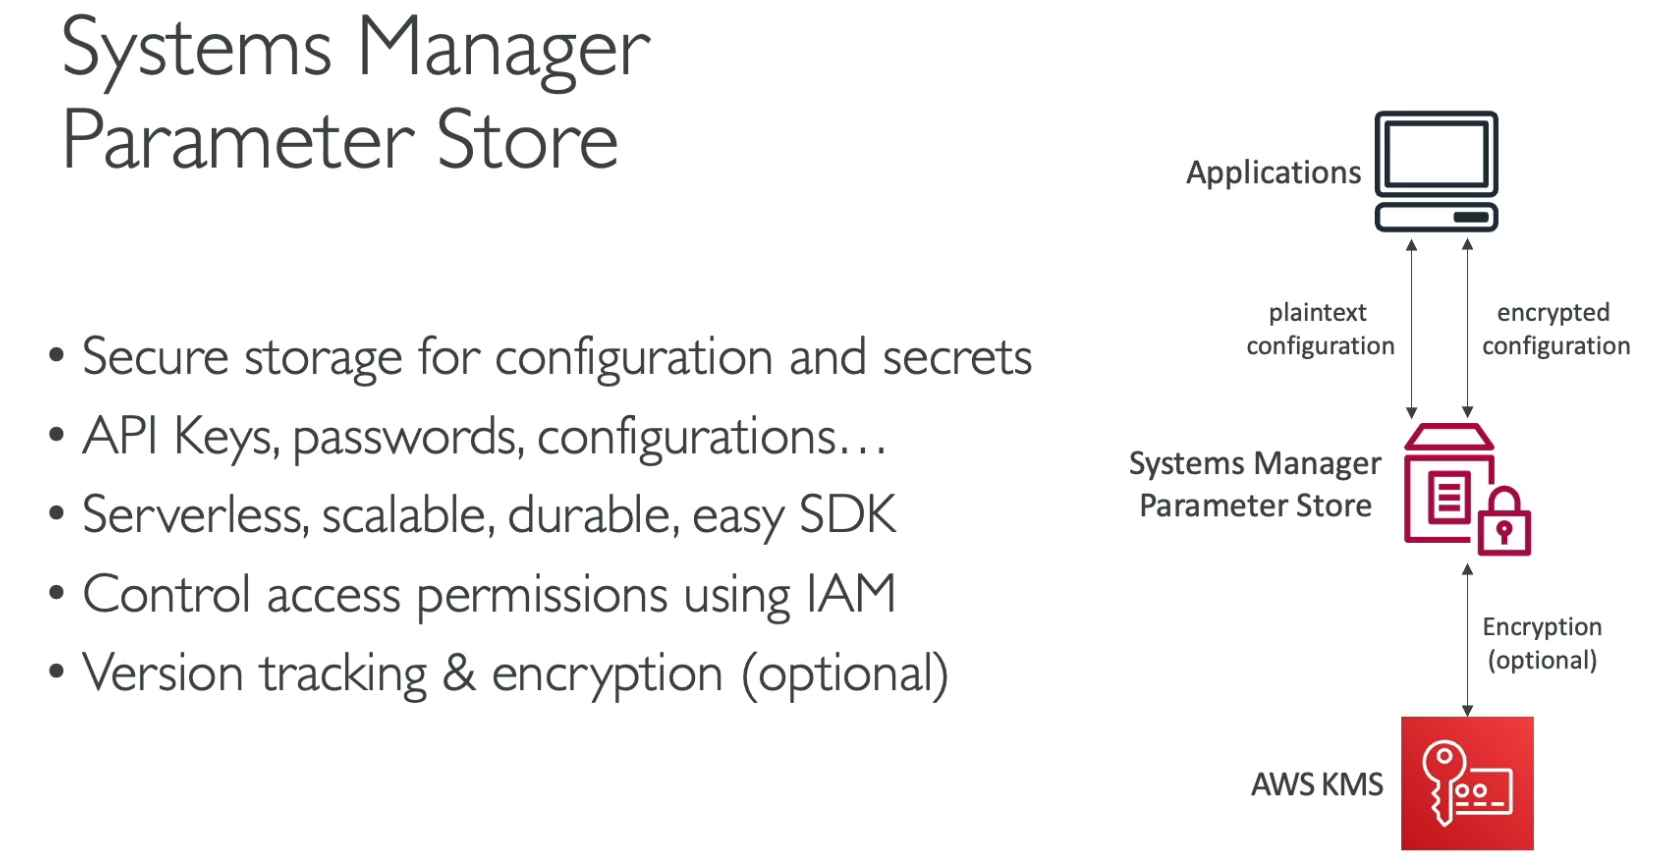 Systems Manager
Parameter Store
• Secure storage for configuration and secrets
• API Keys, passwords, configurations…
• Serverless, scalable, durable, easy SDK
• Control access permissions using IAM
• Version tracking & encryption (optional)
Applications
plaintext
configuration
encrypted
configuration
Systems Manager
Parameter Store
Encryption
(optional)
AWS KMS